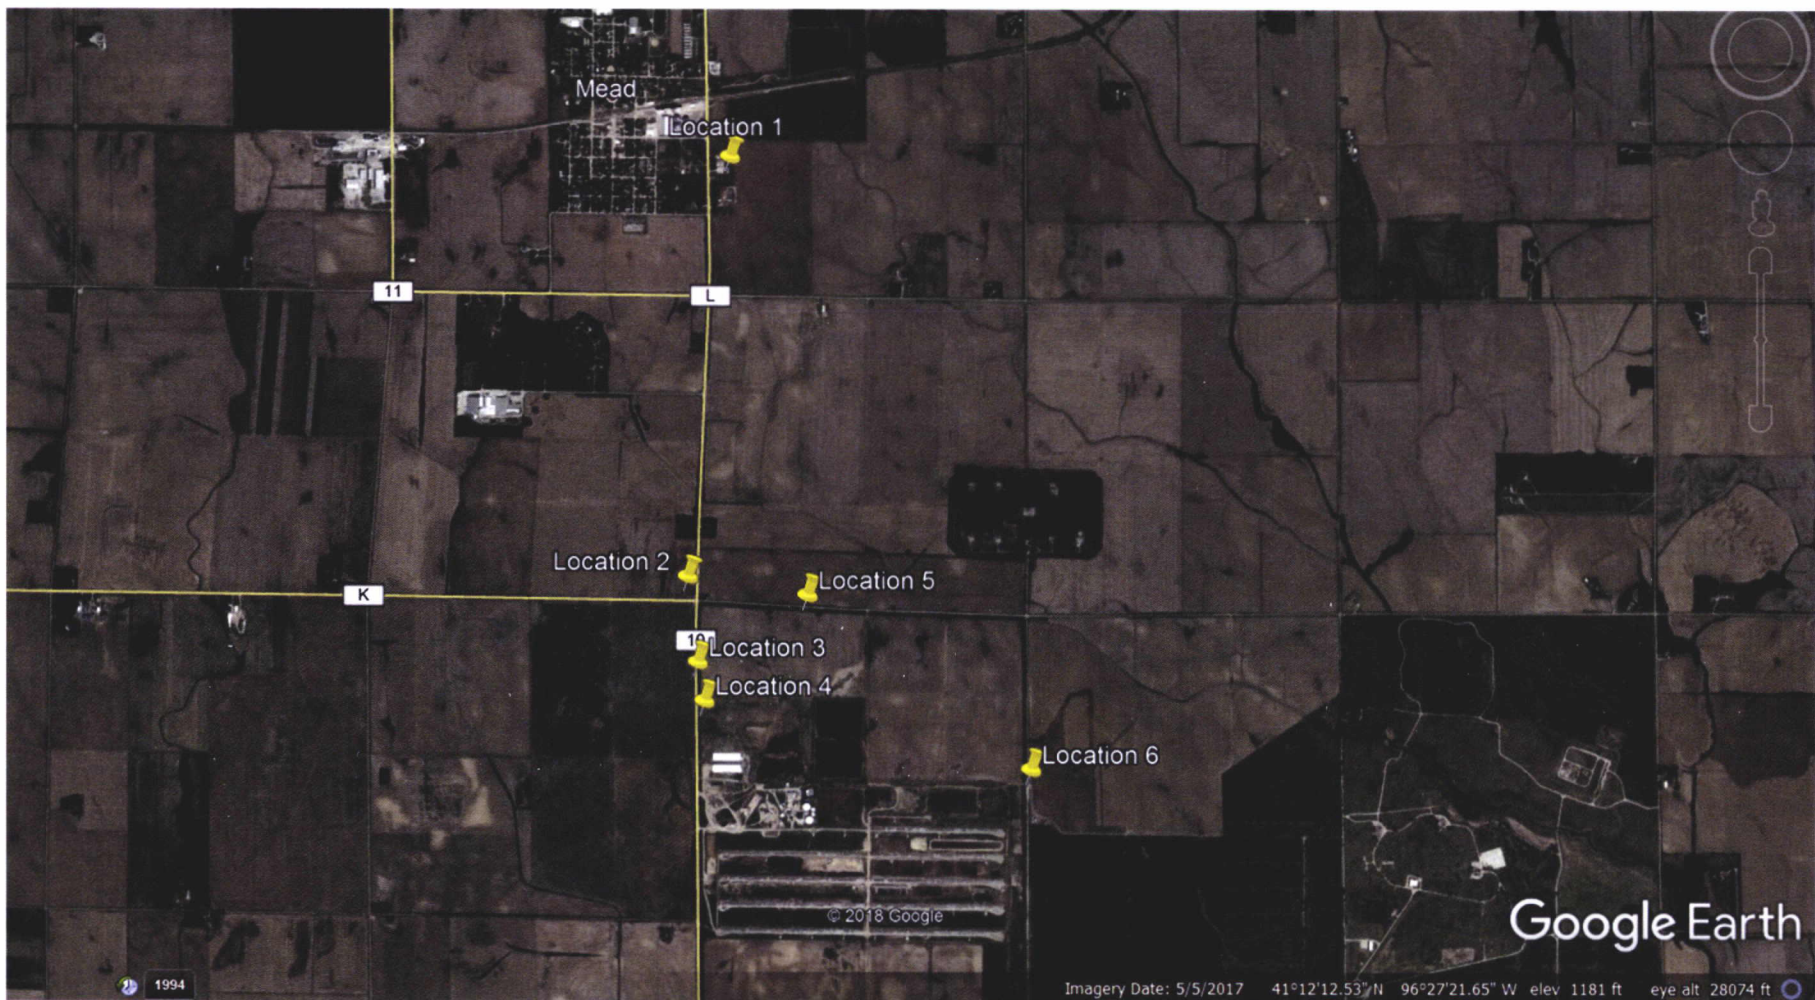 Mead
Location 1
11
L
Location 2
Location 5
K
Location 3
Location 4
Location 6
© 2018 Google
Google Earth
1994
Imagery Date: 5/5/2017 41°12'12.53" N 96°27'21.65" W elev 1181 ft eye alt 28074 ft